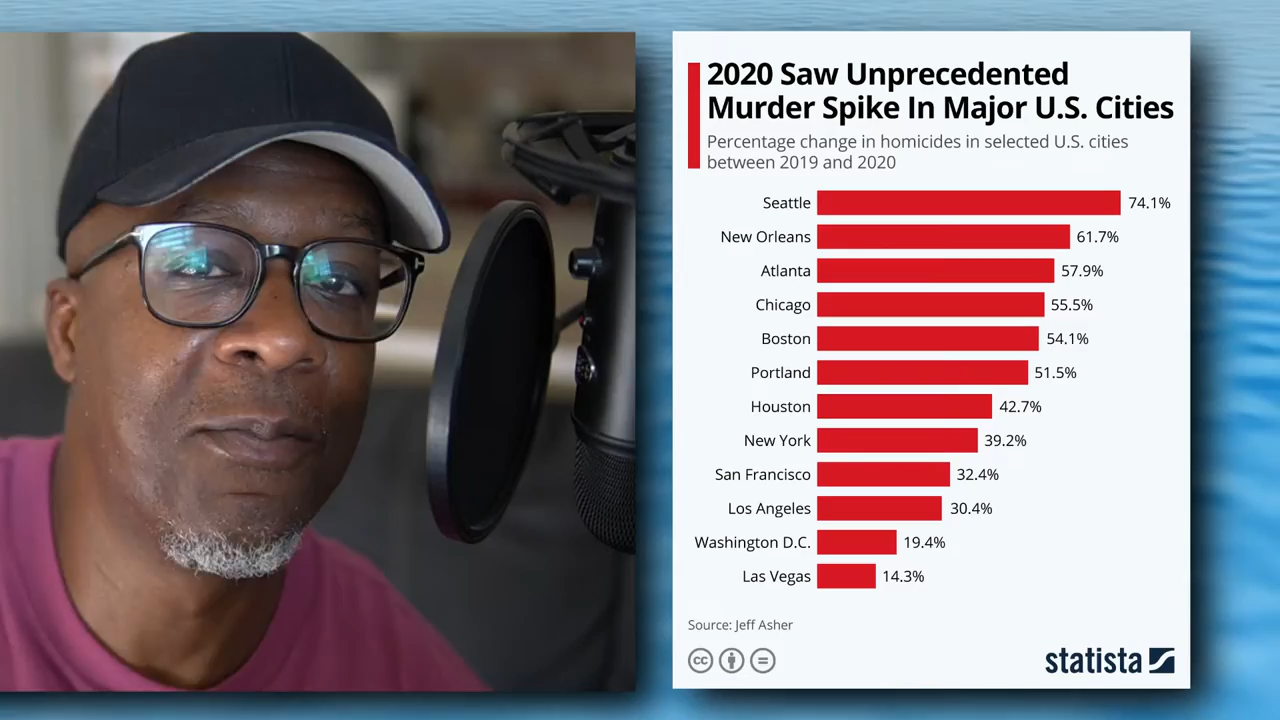 2020 Saw Unprecedented
Murder Spike In Major U.S. Cities
Percentage change in homicides in selected U.S. cities
between 2019 and 2020
Seattle 74.1%
New Orleans 61.7%
Atlanta 57.9%
Chicago 55.5%
Boston 54.1%
Portland 51.5%
Houston 42.7%
New York 39.2%
San Francisco 32.4%
Los Angeles 30.4%
Washington D.C. 19.4%
Las Vegas 14.3%
Source: Jeff Asher
cc
statista